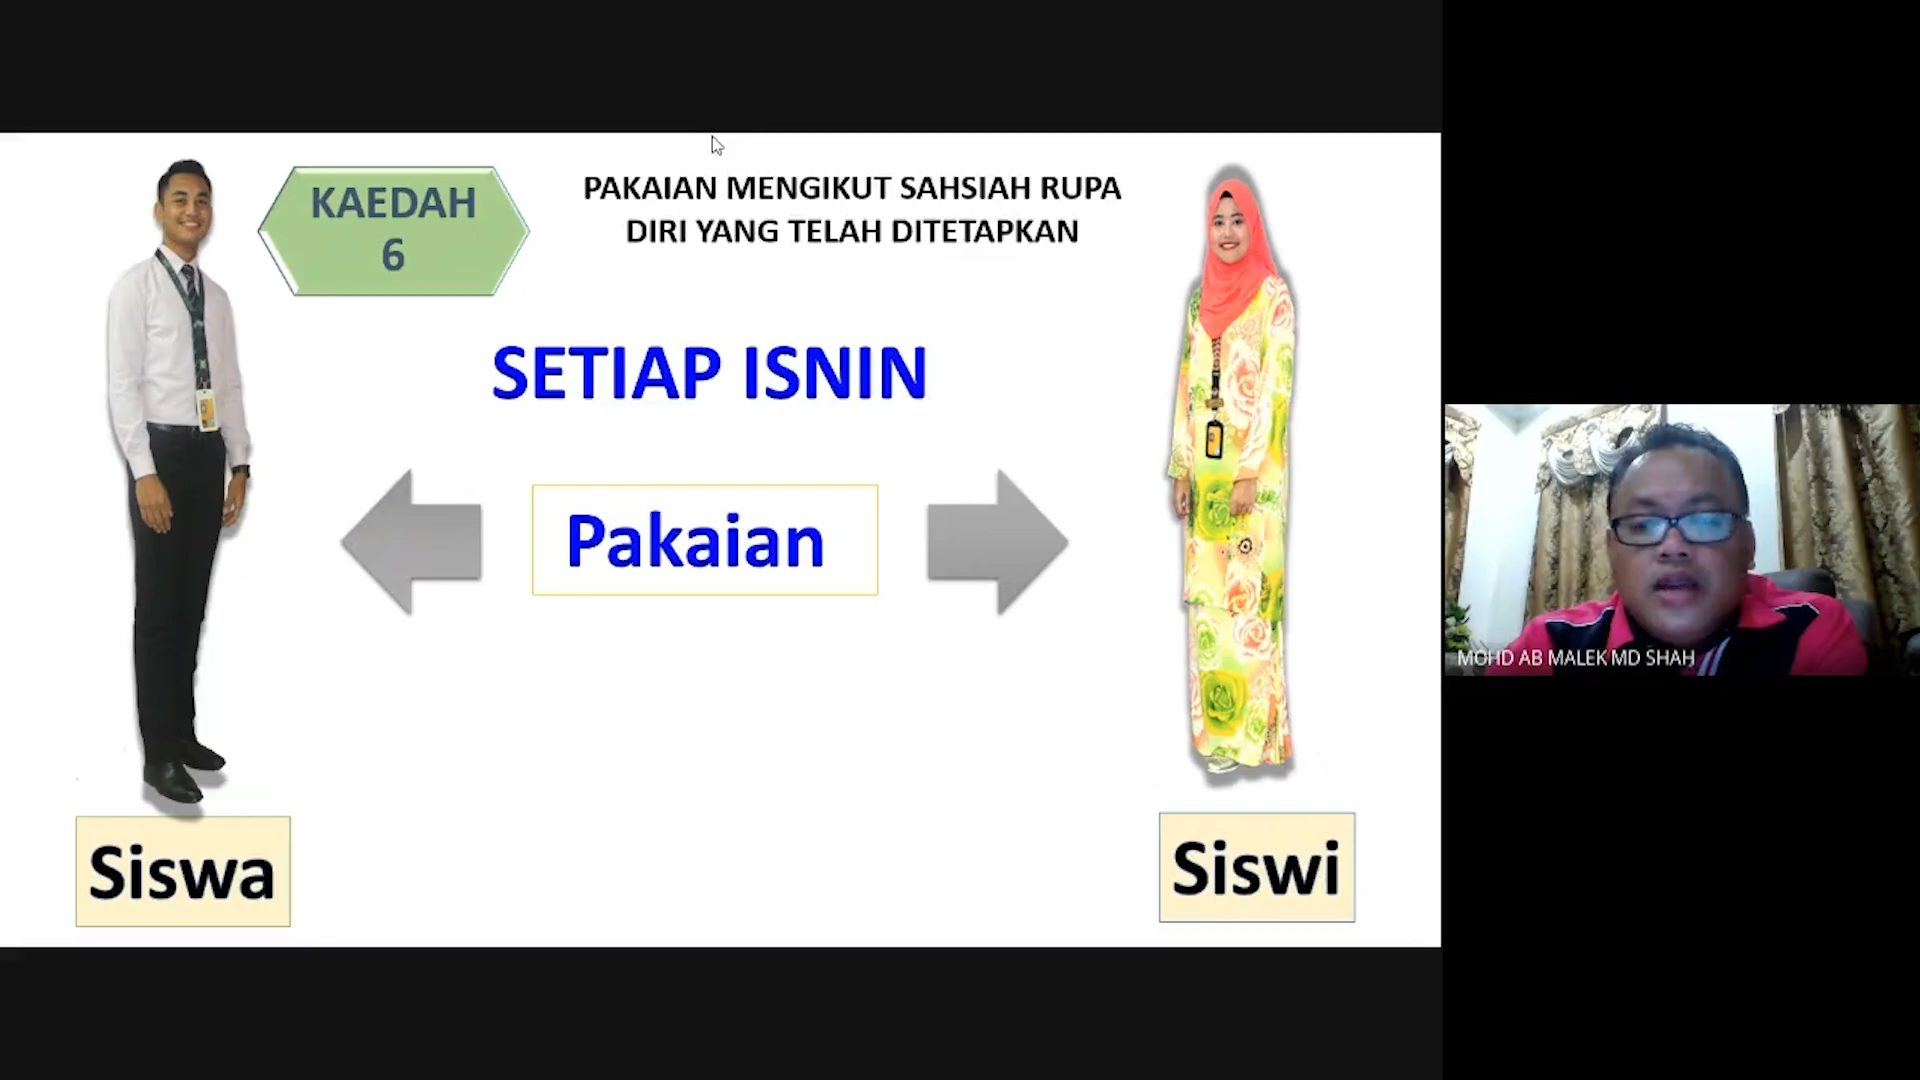 KAEDAH
6
PAKAIAN MENGIKUT SAHSIAH RUPA
DIRI YANG TELAH DITETAPKAN
SETIAP ISNIN
Pakaian
Siswa
Siswi
MOHD AB MALEK MD SHAH